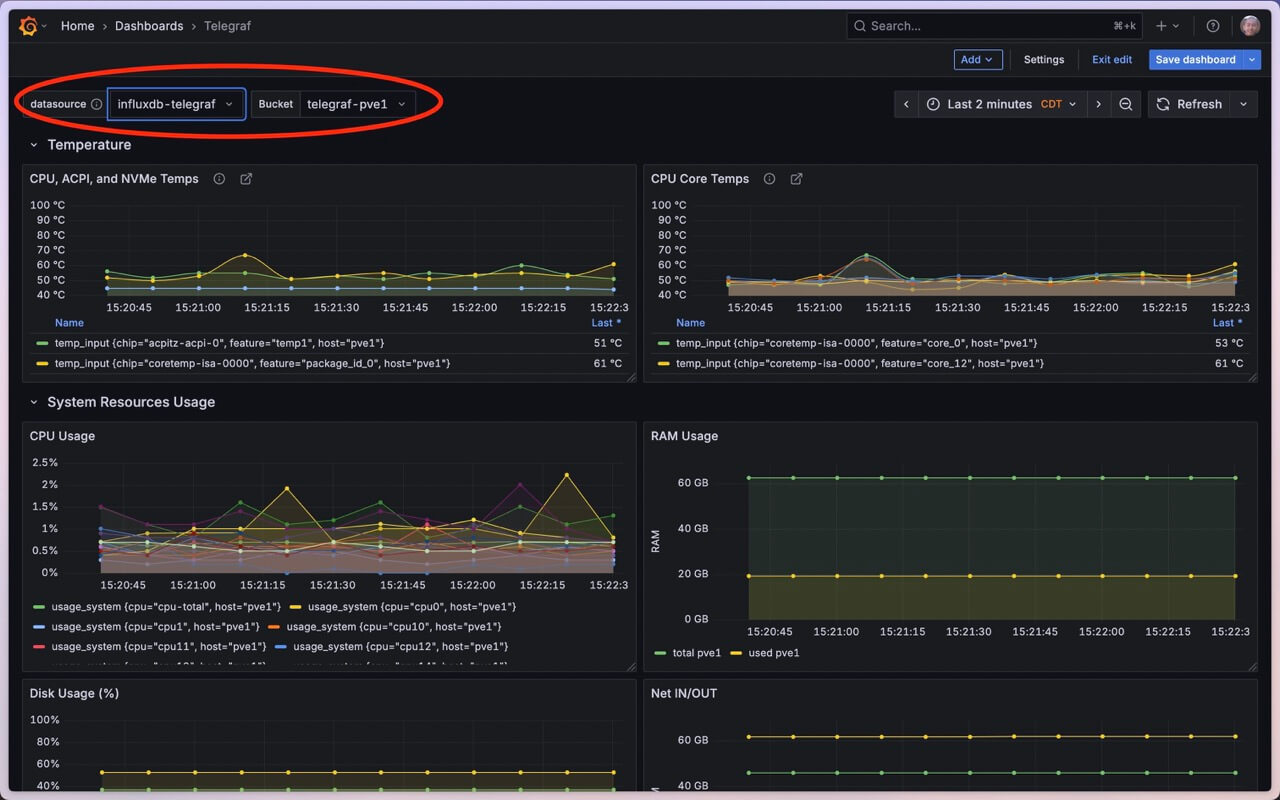 Home > Dashboards > Telegraf
Search... ⌘+k
Add Settings Exit edit Save dashboard
datasource influxdb-telegraf Bucket telegraf-pve1 Last 2 minutes CDT Refresh
Temperature
CPU, ACPI, and NVMe Temps
100 °C
90 °C
80 °C
70 °C
60 °C
50 °C
40 °C
15:20:45 15:21:00 15:21:15 15:21:30 15:21:45 15:22:00 15:22:15 15:22:3
Name Last *
temp_input {chip="acpitz-acpi-0", feature="temp1", host="pve1"} 51 °C
temp_input {chip="coretemp-isa-0000", feature="package_id_0", host="pve1"} 61 °C
CPU Core Temps
100 °C
90 °C
80 °C
70 °C
60 °C
50 °C
40 °C
15:20:45 15:21:00 15:21:15 15:21:30 15:21:45 15:22:00 15:22:15 15:22:3
Name Last *
temp_input {chip="coretemp-isa-0000", feature="core_0", host="pve1"} 53 °C
temp_input {chip="coretemp-isa-0000", feature="core_12", host="pve1"} 61 °C
System Resources Usage
CPU Usage
2.5%
2%
1.5%
1%
0.5%
0%
15:20:45 15:21:00 15:21:15 15:21:30 15:21:45 15:22:00 15:22:15 15:22:3
usage_system {cpu="cpu-total", host="pve1"} usage_system {cpu="cpu0", host="pve1"}
usage_system {cpu="cpu1", host="pve1"} usage_system {cpu="cpu10", host="pve1"}
usage_system {cpu="cpu11", host="pve1"} usage_system {cpu="cpu12", host="pve1"}
RAM Usage
RAM
60 GB
40 GB
20 GB
0 GB
15:20:45 15:21:00 15:21:15 15:21:30 15:21:45 15:22:00 15:22:15 15:22:3
total pve1 used pve1
Disk Usage (%)
100%
80%
60%
40%
Net IN/OUT
60 GB
40 GB